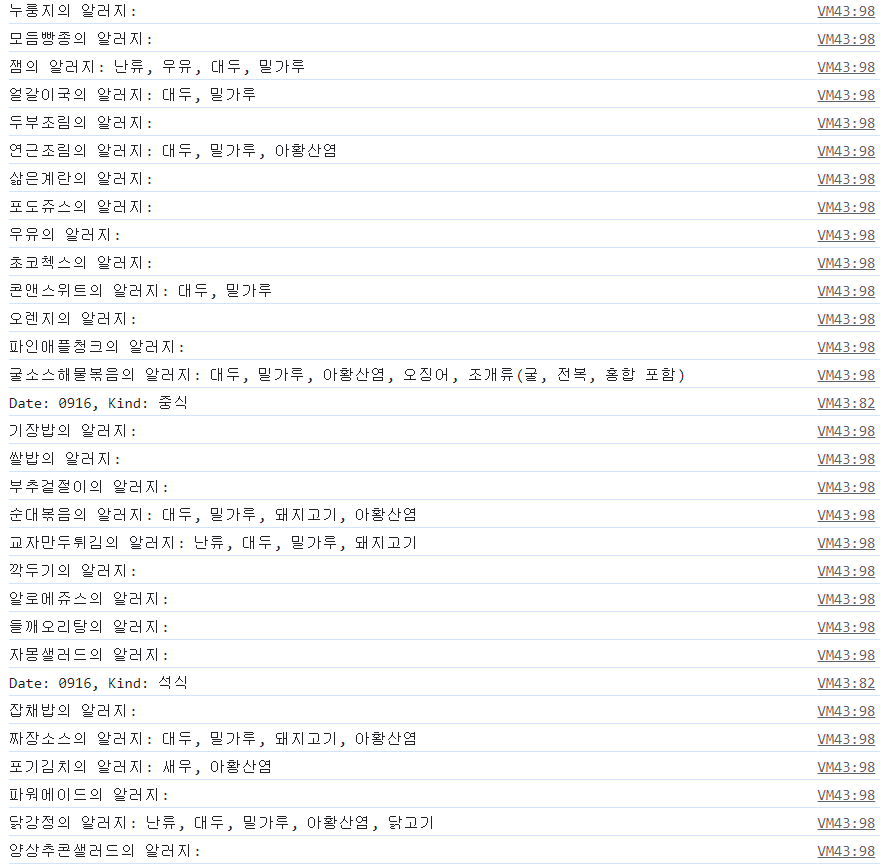 누룽지의 알러지: VM43:98
모듬빵종의 알러지: VM43:98
잼의 알러지: 난류, 우유, 대두, 밀가루 VM43:98
얼갈이국의 알러지: 대두, 밀가루 VM43:98
두부조림의 알러지: VM43:98
연근조림의 알러지: 대두, 밀가루, 아황산염 VM43:98
삶은계란의 알러지: VM43:98
포도쥬스의 알러지: VM43:98
우유의 알러지: VM43:98
초코첵스의 알러지: VM43:98
콘앤스위트의 알러지: 대두, 밀가루 VM43:98
오렌지의 알러지: VM43:98
파인애플청크의 알러지: VM43:98
굴소스해물볶음의 알러지: 대두, 밀가루, 아황산염, 오징어, 조개류(굴, 전복, 홍합 포함) VM43:98
Date: 0916, Kind: 중식 VM43:82
기장밥의 알러지: VM43:98
쌀밥의 알러지: VM43:98
부추겉절이의 알러지: VM43:98
순대볶음의 알러지: 대두, 밀가루, 돼지고기, 아황산염 VM43:98
교자만두튀김의 알러지: 난류, 대두, 밀가루, 돼지고기 VM43:98
깍두기의 알러지: VM43:98
알로에쥬스의 알러지: VM43:98
들깨오리탕의 알러지: VM43:98
자몽샐러드의 알러지: VM43:98
Date: 0916, Kind: 석식 VM43:82
잡채밥의 알러지: VM43:98
짜장소스의 알러지: 대두, 밀가루, 돼지고기, 아황산염 VM43:98
포기김치의 알러지: 새우, 아황산염 VM43:98
파워에이드의 알러지: VM43:98
닭강정의 알러지: 난류, 대두, 밀가루, 아황산염, 닭고기 VM43:98
양상추콘샐러드의 알러지: VM43:98